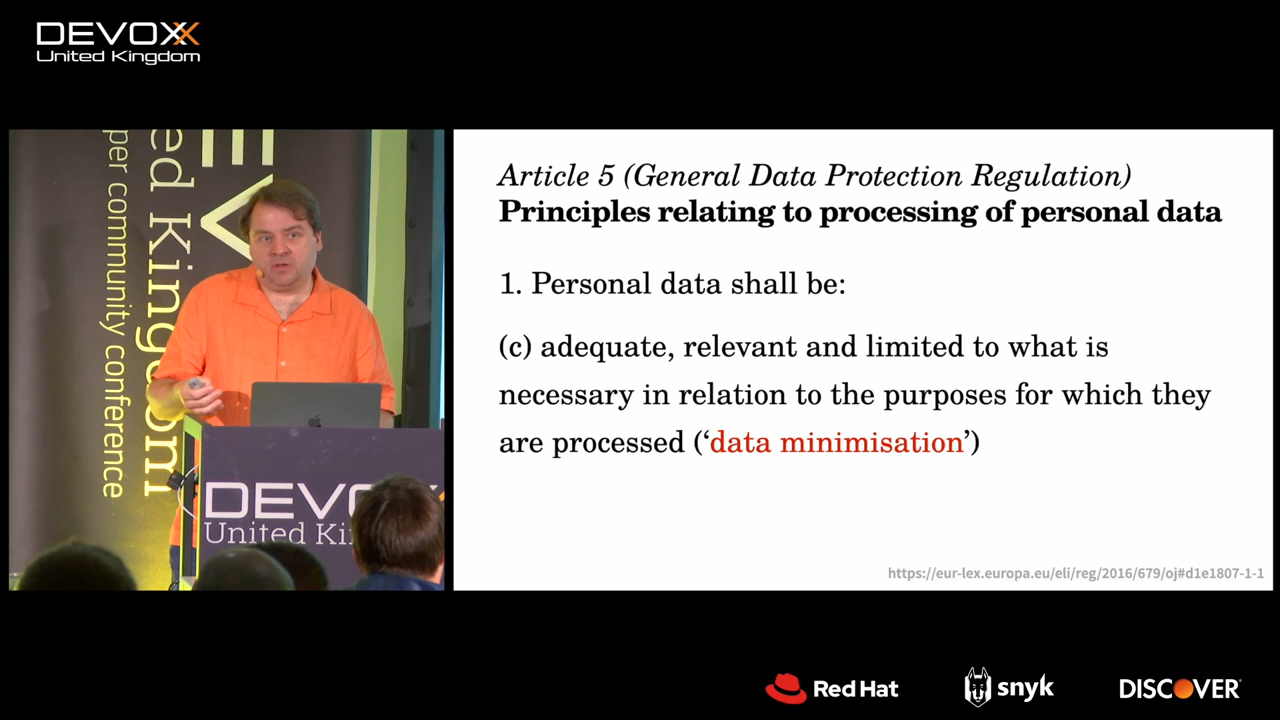 DEVOXX
United Kingdom
EV
ed Kingdom
per community conference
DEVOX
United Ki
Article 5 (General Data Protection Regulation)
Principles relating to processing of personal data
1. Personal data shall be:
(c) adequate, relevant and limited to what is
necessary in relation to the purposes for which they
are processed (‘data minimisation’)
https://eur-lex.europa.eu/eli/reg/2016/679/oj#d1e1807-1-1
Red Hat
snyk
DISCOVER